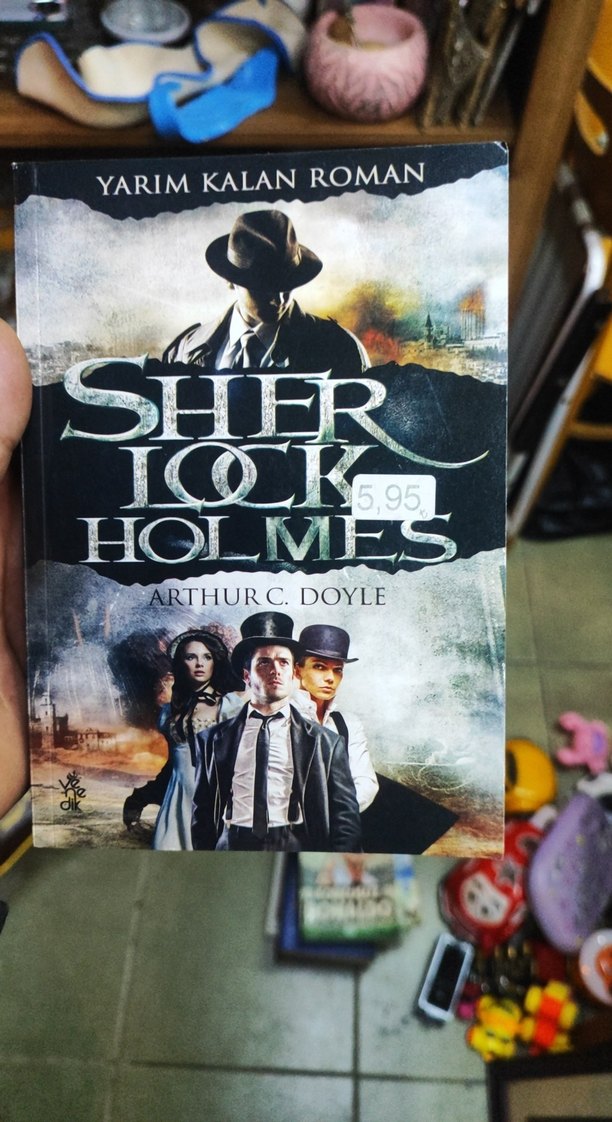 YARIM KALAN ROMAN
SHER
LOCK
5,95
HOLMES
ARTHUR C. DOYLE